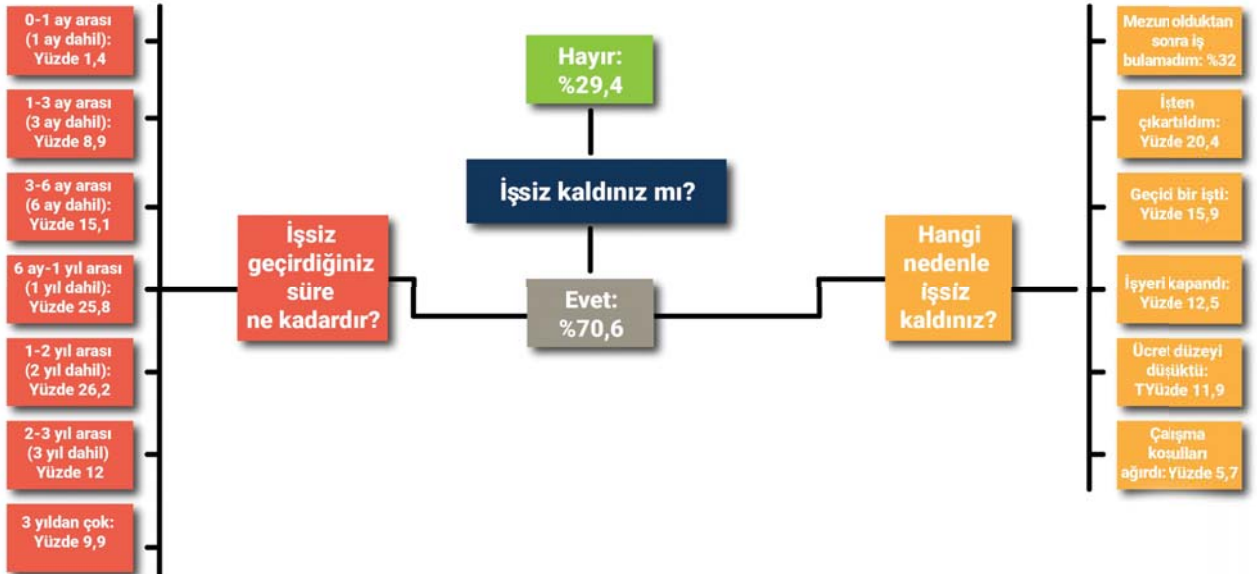 0-1 ay arası
(1 ay dahil):
Yüzde 1,4
1-3 ay arası
(3 ay dahil):
Yüzde 8,9
3-6 ay arası
(6 ay dahil):
Yüzde 15,1
6 ay-1 yıl arası
(1 yıl dahil):
Yüzde 25,8
1-2 yıl arası
(2 yıl dahil):
Yüzde 26,2
2-3 yıl arası
(3 yıl dahil)
Yüzde 12
3 yıldan çok:
Yüzde 9,9
İşsiz
geçirdiğiniz
süre
ne kadardır?
Hayır:
%29,4
İşsiz kaldınız mı?
Evet:
%70,6
Hangi
nedenle
işsiz
kaldınız?
Mezun olduktan
sonra iş
bulamadım: %32
İşten
çıkartıldım:
Yüzde 20,4
Geçici bir işti:
Yüzde 15,9
İşyeri kapandı:
Yüzde 12,5
Ücret düzeyi
düşüktü:
TYüzde 11,9
Çalışma
koşulları
ağırdı: Yüzde 5,7